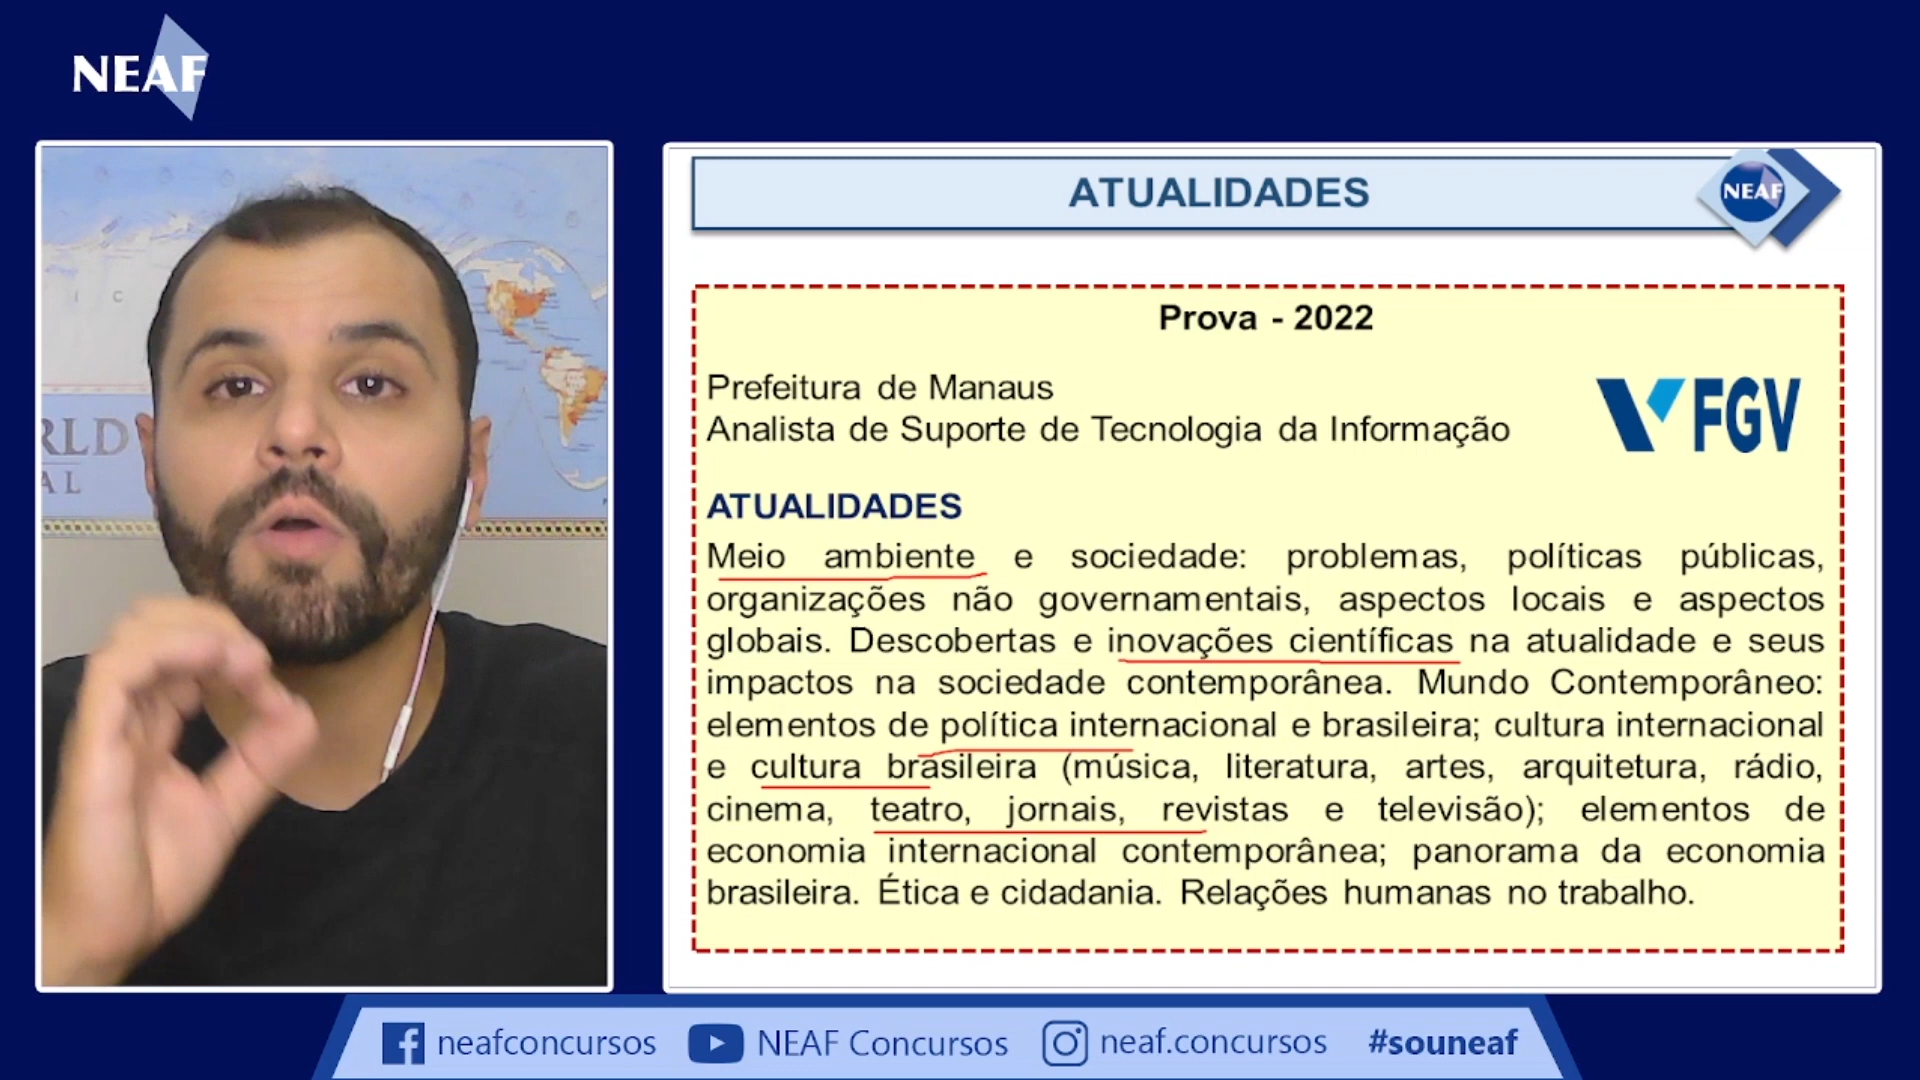 NEAF
RLD
AL
I C
ATUALIDADES
NEAF
Prova - 2022
Prefeitura de Manaus
Analista de Suporte de Tecnologia da Informação
FGV
ATUALIDADES
Meio ambiente e sociedade: problemas, políticas públicas,
organizações não governamentais, aspectos locais e aspectos
globais. Descobertas e inovações científicas na atualidade e seus
impactos na sociedade contemporânea. Mundo Contemporâneo:
elementos de política internacional e brasileira; cultura internacional
e cultura brasileira (música, literatura, artes, arquitetura, rádio,
cinema, teatro, jornais, revistas e televisão); elementos de
economia internacional contemporânea; panorama da economia
brasileira. Ética e cidadania. Relações humanas no trabalho.
neafconcursos NEAF Concursos neaf.concursos #souneaf